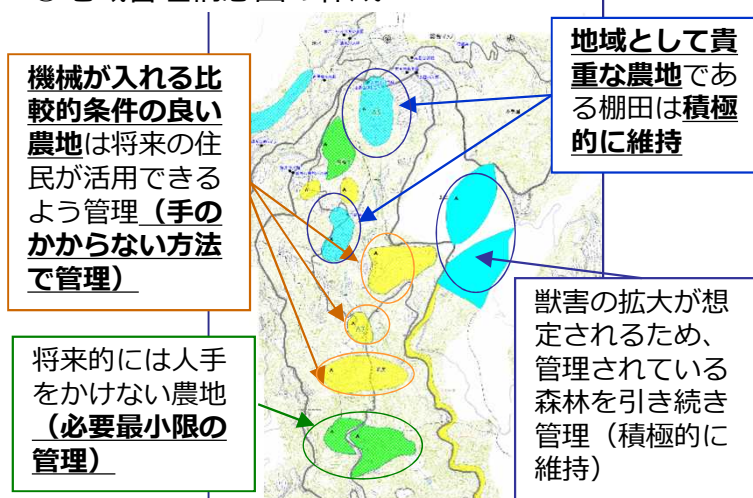 機械が入れる比
較的条件の良い
農地は将来の住
民が活用できる
よう管理（手の
かからない方法
で管理）
地域として貴
重な農地であ
る棚田は積極
的に維持
将来的には人手
をかけない農地
（必要最小限の
管理）
獣害の拡大が想
定されるため、
管理されている
森林を引き続き
管理（積極的に
維持）